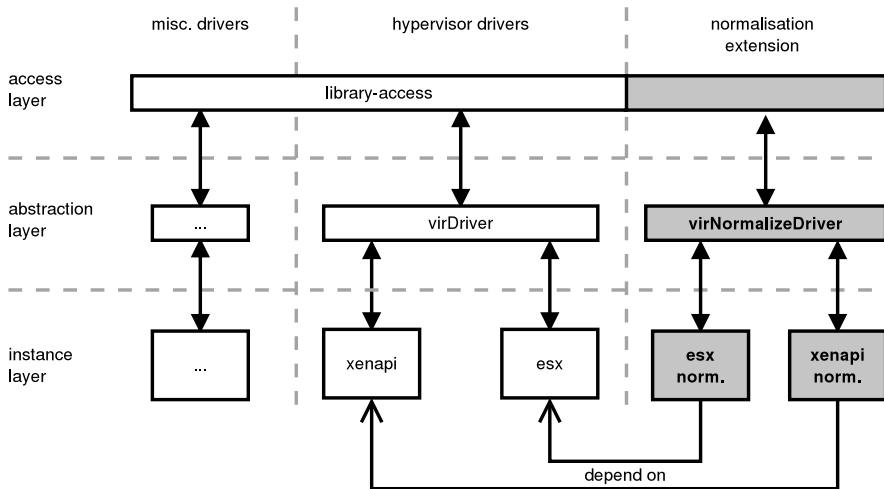 misc. drivers
hypervisor drivers
normalisation
extension
access
layer
library-access
abstraction
layer
...
virDriver
virNormalizeDriver
instance
layer
...
xenapi
esx
esx
norm.
xenapi
norm.
depend on